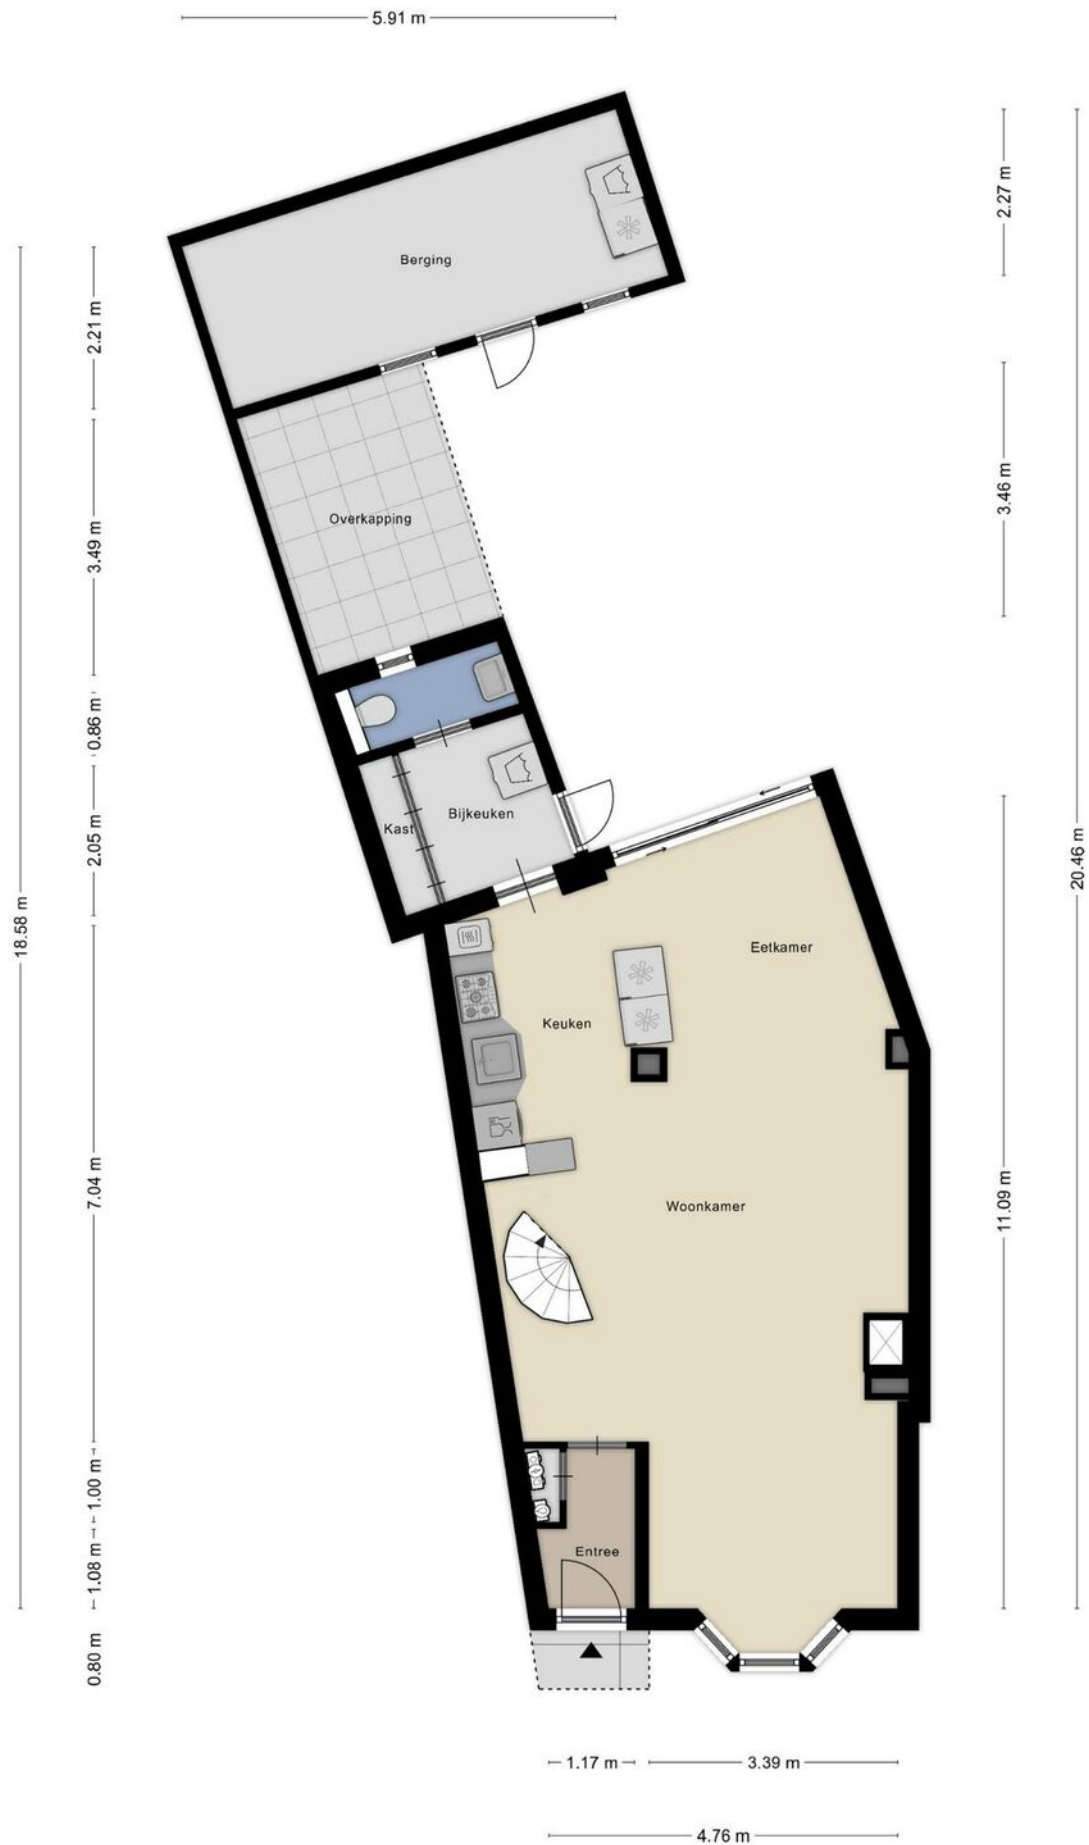 5.91 m
2.27 m
Berging
2.21 m
3.46 m
Overkapping
3.49 m
0.86 m
Kast
Bijkeuken
2.05 m
20.46 m
18.58 m
Eetkamer
Keuken
7.04 m
11.09 m
Woonkamer
1.00 m
Entree
1.08 m
0.80 m
1.17 m
3.39 m
4.76 m